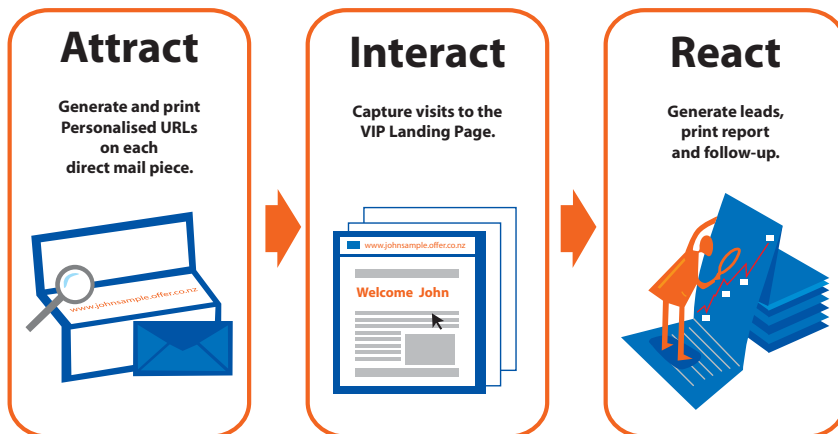 Attract
Generate and print
Personalised URLs
on each
direct mail piece.
www.johnsample.offer.co.nz
Interact
Capture visits to the
VIP Landing Page.
www.johnsample.offer.co.nz
Welcome John
React
Generate leads,
print report
and follow-up.